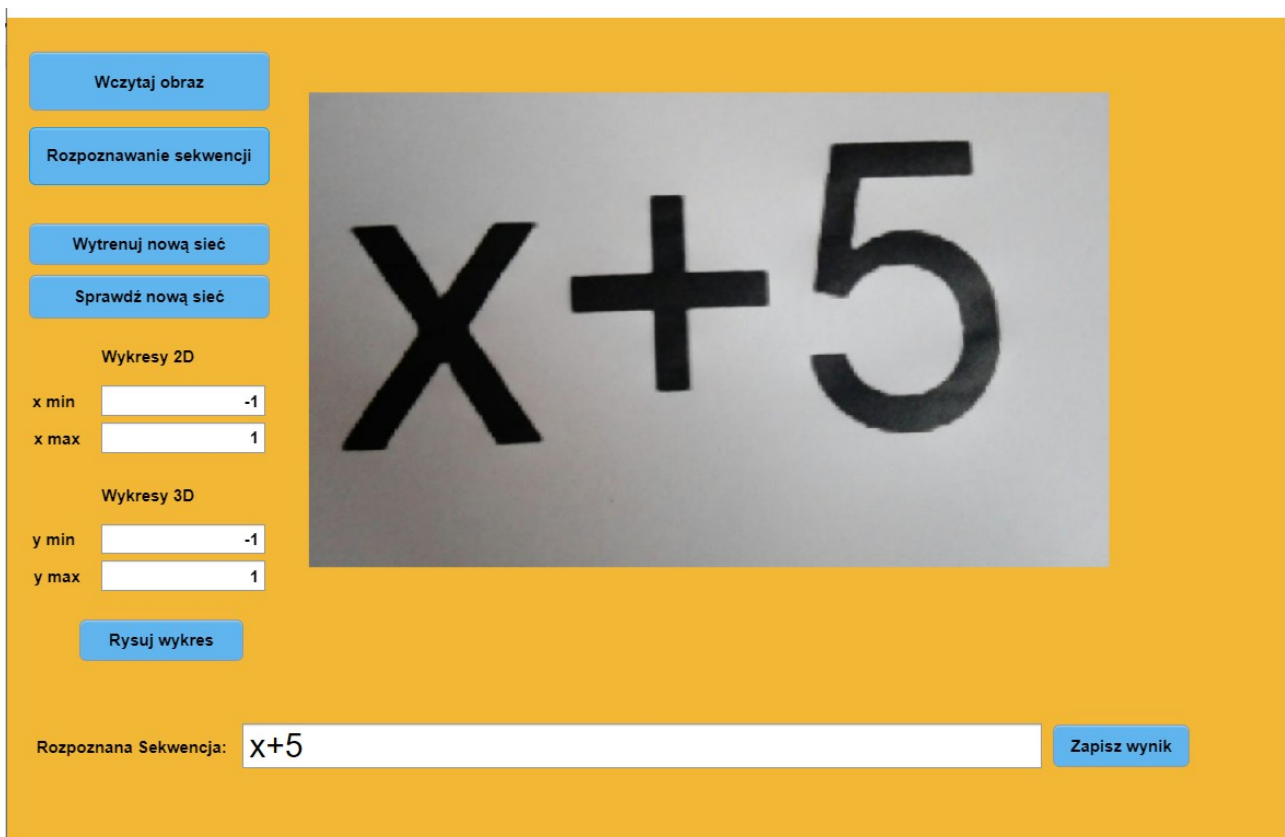 Wczytaj obraz
Rozpoznawanie sekwencji
Wytrenuj nową sieć
Sprawdź nową sieć
Wykresy 2D
x min -1
x max 1
Wykresy 3D
y min -1
y max 1
Rysuj wykres
x+5
Rozpoznana Sekwencja: x+5 Zapisz wynik